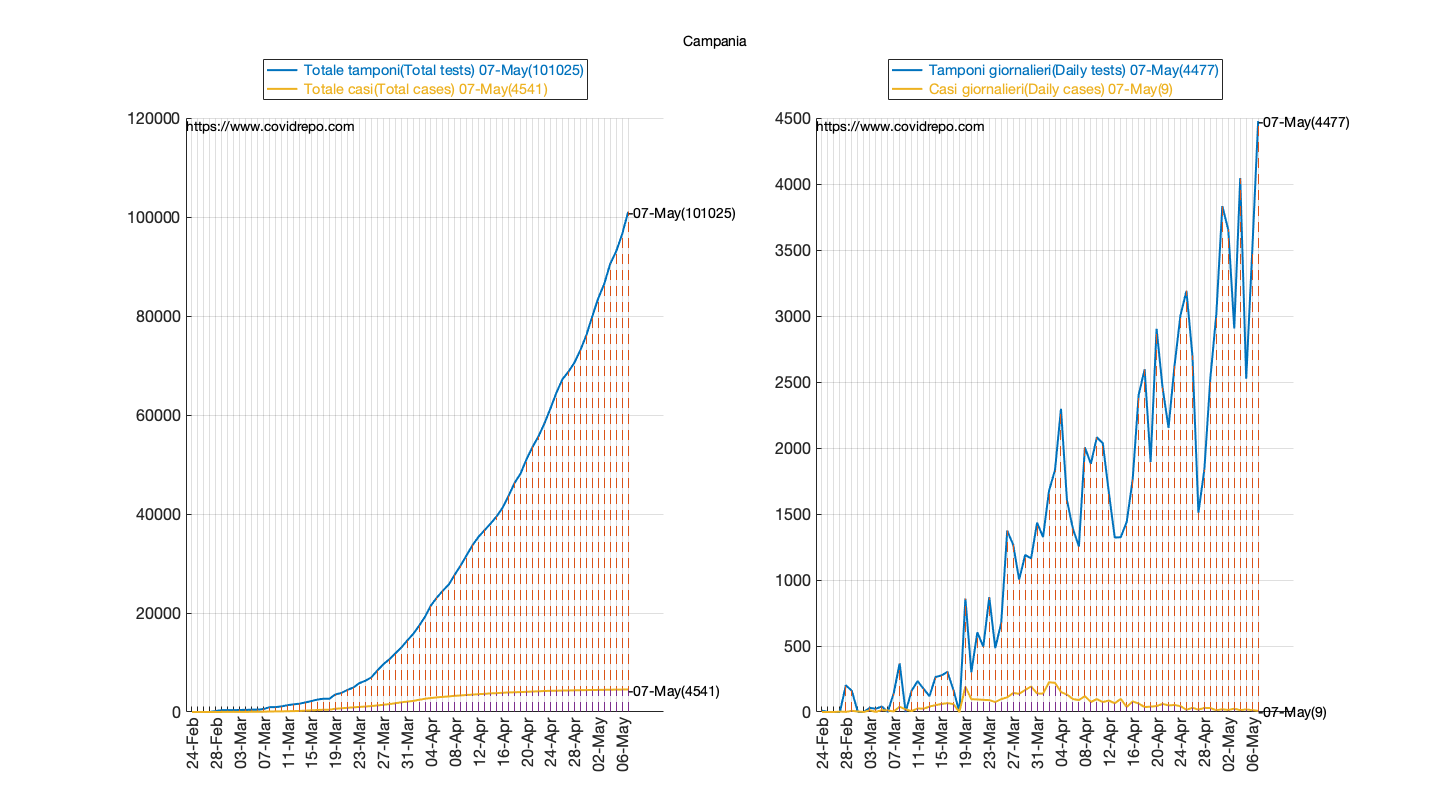 Campania
Totale tamponi(Total tests) 07-May(101025)
Totale casi(Total cases) 07-May(4541)
https://www.covidrepo.com
120000
100000
80000
60000
40000
20000
0
07-May(101025)
07-May(4541)
24-Feb
28-Feb
03-Mar
07-Mar
11-Mar
15-Mar
19-Mar
23-Mar
27-Mar
31-Mar
04-Apr
08-Apr
12-Apr
16-Apr
20-Apr
24-Apr
28-Apr
02-May
06-May
Tamponi giornalieri(Daily tests) 07-May(4477)
Casi giornalieri(Daily cases) 07-May(9)
https://www.covidrepo.com
4500
4000
3500
3000
2500
2000
1500
1000
500
0
07-May(4477)
07-May(9)
24-Feb
28-Feb
03-Mar
07-Mar
11-Mar
15-Mar
19-Mar
23-Mar
27-Mar
31-Mar
04-Apr
08-Apr
12-Apr
16-Apr
20-Apr
24-Apr
28-Apr
02-May
06-May